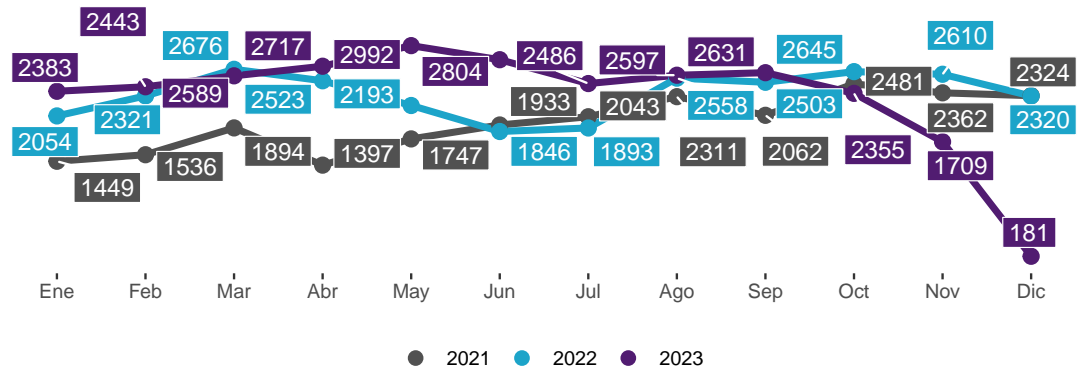 2443
2676 2717 2992 2486 2597 2631 2645 2610
2383 2589 2804 2481 2324
2523 2193 1933 2043 2558 2503 2362 2320
2054 2321
1449 1536 1894 1397 1747 1846 1893 2311 2062 2355 1709
181
Ene Feb Mar Abr May Jun Jul Ago Sep Oct Nov Dic
2021 2022 2023